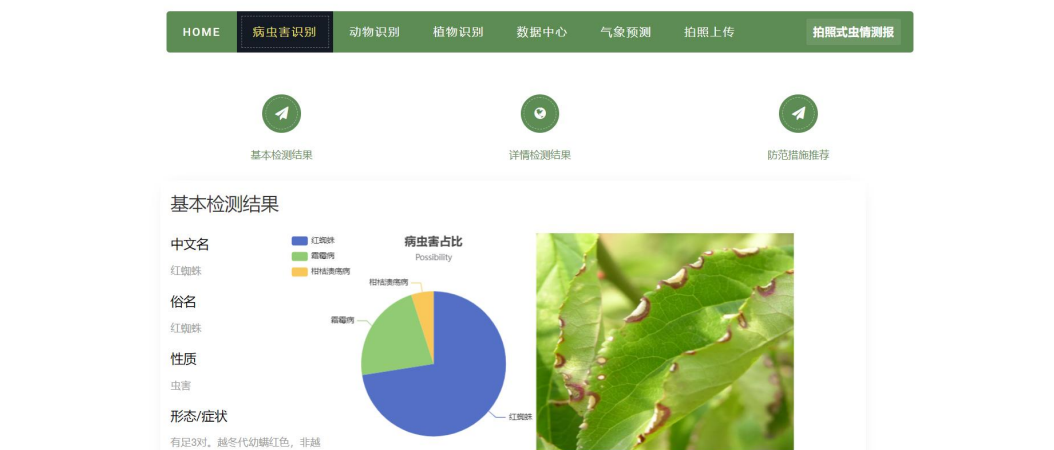 HOME 病虫害识别 动物识别 植物识别 数据中心 气象预测 拍照上传 拍照式虫情测报
基本检测结果 详情检测结果 防范措施推荐
基本检测结果
中文名
红蜘蛛
俗名
红蜘蛛
性质
虫害
形态/症状
有足3对。越冬代幼螨红色，非越
红蜘蛛
霜霉病
柑桔溃疡病
病虫害占比
Possibility
柑桔溃疡病
霜霉病
红蜘蛛